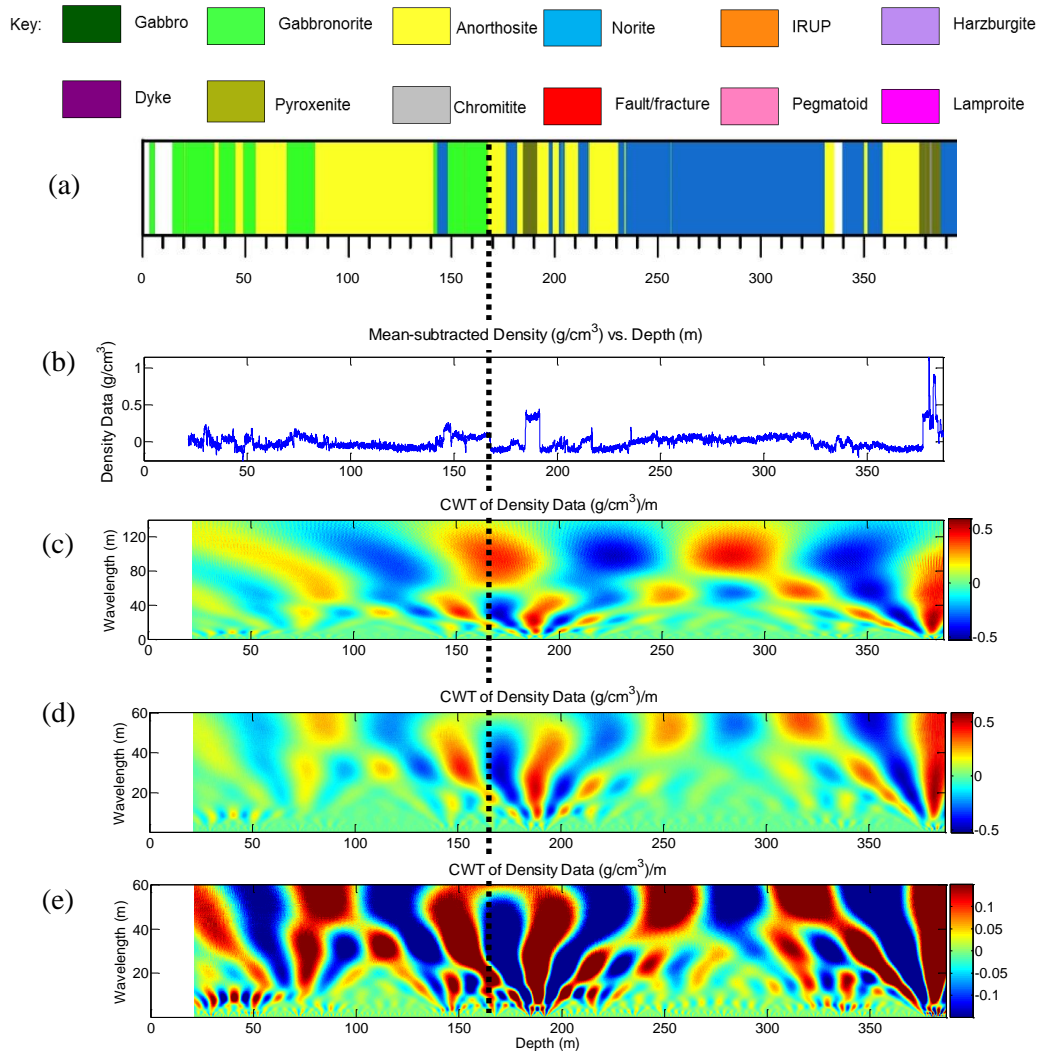 Key: Gabbro Gabbronorite Anorthosite Norite IRUP Harzburgite
Dyke Pyroxenite Chromitite Fault/fracture Pegmatoid Lamproite
(a)
0 50 100 150 200 250 300 350
(b)
Mean-subtracted Density (g/cm³) vs. Depth (m)
Density Data (g/cm³)
1
0.5
0
0 50 100 150 200 250 300 350
(c)
CWT of Density Data (g/cm³)/m
Wavelength (m)
120
80
40
0
0 50 100 150 200 250 300 350
0.5
0
-0.5
(d)
CWT of Density Data (g/cm³)/m
Wavelength (m)
60
40
20
0 50 100 150 200 250 300 350
0.5
0
-0.5
(e)
CWT of Density Data (g/cm³)/m
Wavelength (m)
60
40
20
0 50 100 150 200 250 300 350
Depth (m)
0.1
0.05
0
-0.05
-0.1